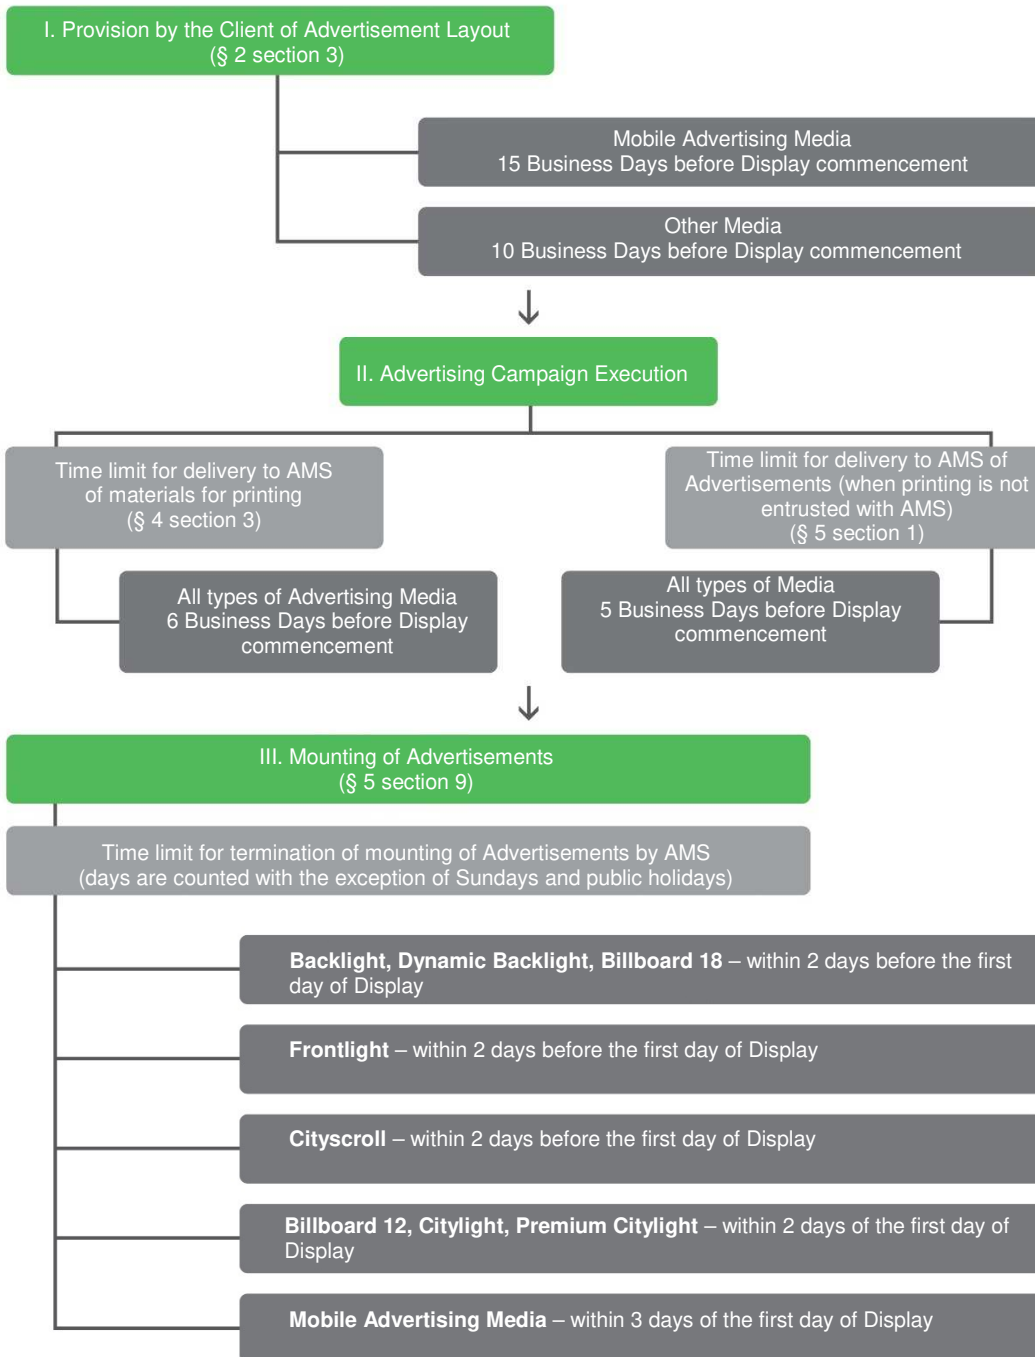 I. Provision by the Client of Advertisement Layout
(§ 2 section 3)
Mobile Advertising Media
15 Business Days before Display commencement
Other Media
10 Business Days before Display commencement
II. Advertising Campaign Execution
Time limit for delivery to AMS
of materials for printing
(§ 4 section 3)
Time limit for delivery to AMS of
Advertisements (when printing is not
entrusted with AMS)
(§ 5 section 1)
All types of Advertising Media
6 Business Days before Display
commencement
All types of Media
5 Business Days before Display
commencement
III. Mounting of Advertisements
(§ 5 section 9)
Time limit for termination of mounting of Advertisements by AMS
(days are counted with the exception of Sundays and public holidays)
Backlight, Dynamic Backlight, Billboard 18 – within 2 days before the first
day of Display
Frontlight – within 2 days before the first day of Display
Cityscroll – within 2 days before the first day of Display
Billboard 12, Citylight, Premium Citylight – within 2 days of the first day of
Display
Mobile Advertising Media – within 3 days of the first day of Display